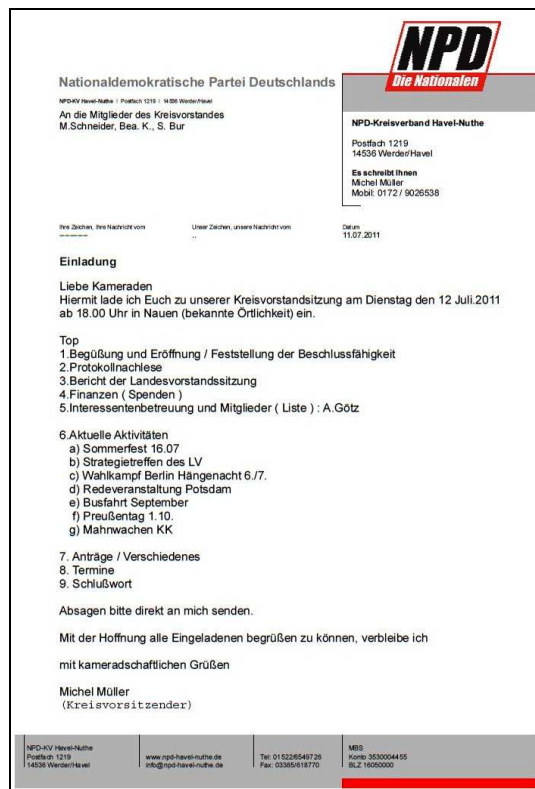 NPD
Die Nationalen
Nationaldemokratische Partei Deutschlands
NPD-KV Havel-Nuthe | Postfach 1219 | 14536 Werder/Havel
An die Mitglieder des Kreisvorstandes
M.Schneider, Bea. K., S. Bur
NPD-Kreisverband Havel-Nuthe
Postfach 1219
14536 Werder/Havel
Es schreibt Ihnen
Michel Müller
Mobil: 0172 / 9026538
Ihre Zeichen, Ihre Nachricht vom
------
Unser Zeichen, unsere Nachricht vom
..
Datum
11.07.2011
Einladung
Liebe Kameraden
Hiermit lade ich Euch zu unserer Kreisvorstandsitzung am Dienstag den 12 Juli.2011
ab 18.00 Uhr in Nauen (bekannte Örtlichkeit) ein.
Top
1.Begüßung und Eröffnung / Feststellung der Beschlussfähigkeit
2.Protokollnachlese
3.Bericht der Landesvorstandssitzung
4.Finanzen ( Spenden )
5.Interessentenbetreuung und Mitglieder ( Liste ) : A.Götz
6.Aktuelle Aktivitäten
a) Sommerfest 16.07
b) Strategietreffen des LV
c) Wahlkampf Berlin Hängenacht 6./7.
d) Redeveranstaltung Potsdam
e) Busfahrt September
f) Preußentag 1.10.
g) Mahnwachen KK
7. Anträge / Verschiedenes
8. Termine
9. Schlußwort
Absagen bitte direkt an mich senden.
Mit der Hoffnung alle Eingeladenen begrüßen zu können, verbleibe ich
mit kameradschaftlichen Grüßen
Michel Müller
(Kreisvorsitzender)
NPD-KV Havel-Nuthe
Postfach 1219
14536 Werder/Havel
www.npd-havel-nuthe.de
info@npd-havel-nuthe.de
Tel: 01522/6549726
Fax: 03385/618770
MBS
Konto 3530004455
BLZ 16050000